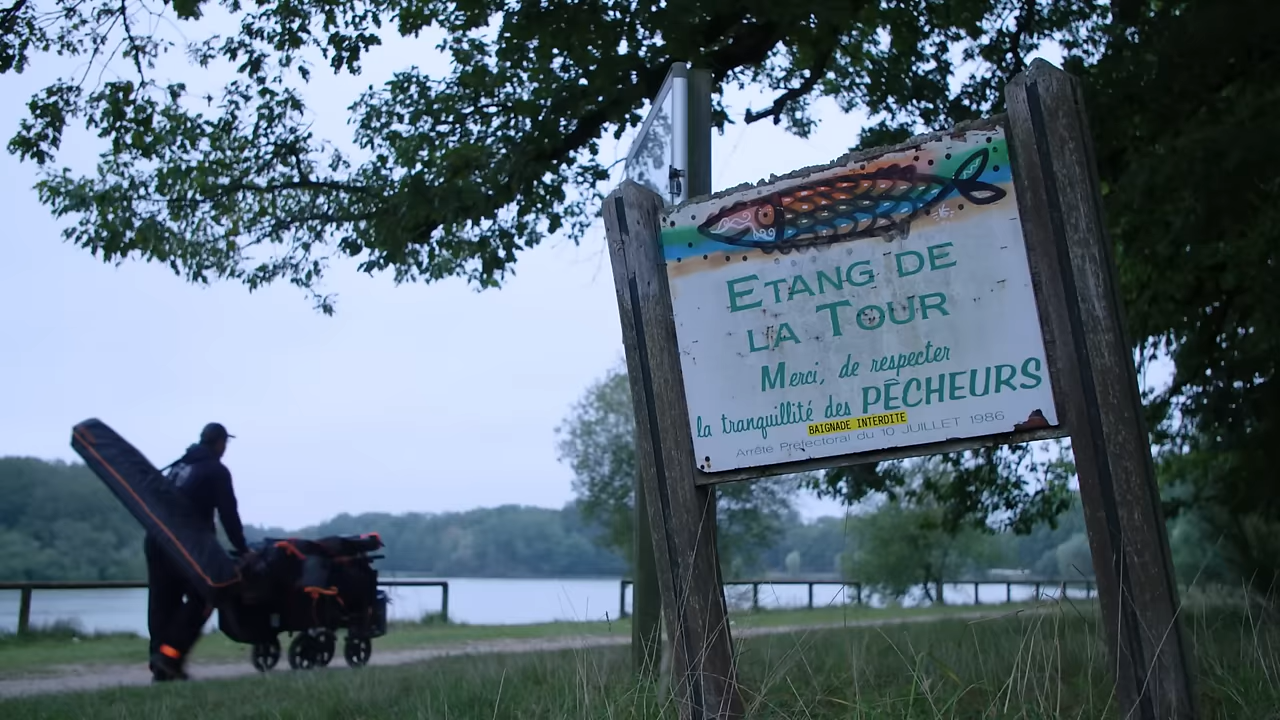 ETANG DE
LA TOUR
Merci, de respecter
la tranquillité des PÊCHEURS
BAIGNADE INTERDITE
Arrêté Préfectoral du 10 JUILLET 1986